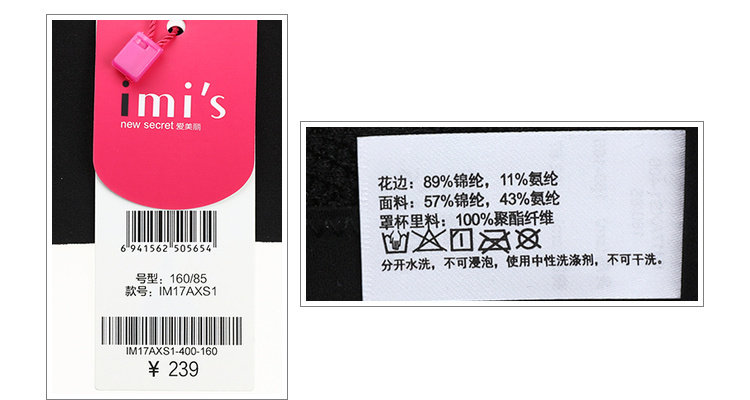 imi's
new secret 爱美丽
6 941562 505654
号型：160/85
款号：IM17AXS1
IM17AXS1-400-160
¥ 239
花边：89%锦纶，11%氨纶
面料：57%锦纶，43%氨纶
罩杯里料：100%聚酯纤维
分开水洗，不可浸泡，使用中性洗涤剂，不可干洗。